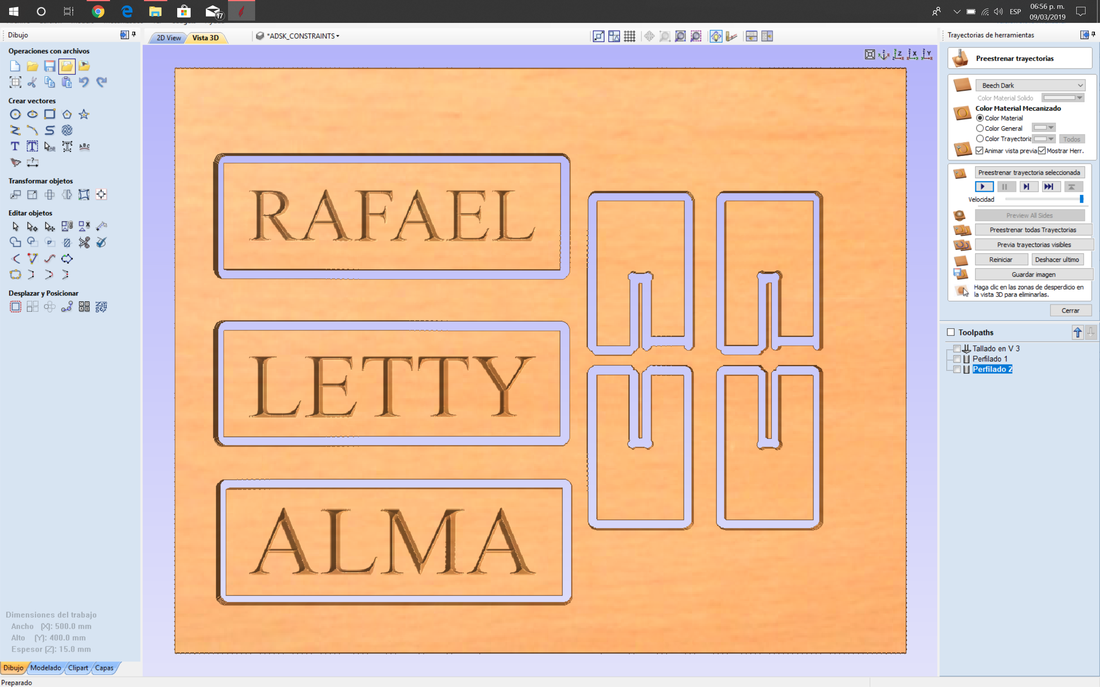 17
ESP
06:56 p. m.
09/03/2019
Dibujo
2D View
Vista 3D
*ADSK_CONSTRAINTS
Trayectorias de herramientas
Operaciones con archivos
Crear vectores
Transformar objetos
Editar objetos
Desplazar y Posicionar
RAFAEL
LETTY
ALMA
Preestrenar trayectorias
Beech Dark
Color Material Solido
Color Material Mecanizado
Color Material
Color General
Color Trayectoria
Todos
Animar vista previa
Mostrar Herr.
Preestrenar trayectoria seleccionada
Velocidad
Preview All Sides
Preestrenar todas Trayectorias
Previa trayectorias visibles
Reiniciar
Deshacer ultimo
Guardar imagen
Haga clic en las zonas de desperdicio en
la vista 3D para eliminarlas.
Cerrar
Toolpaths
Tallado en V 3
Perfilado 1
Perfilado 2
Dimensiones del trabajo
Ancho (X): 500.0 mm
Alto (Y): 400.0 mm
Espesor (Z): 15.0 mm
Dibujo
Modelado
Clipart
Capas
Preparado